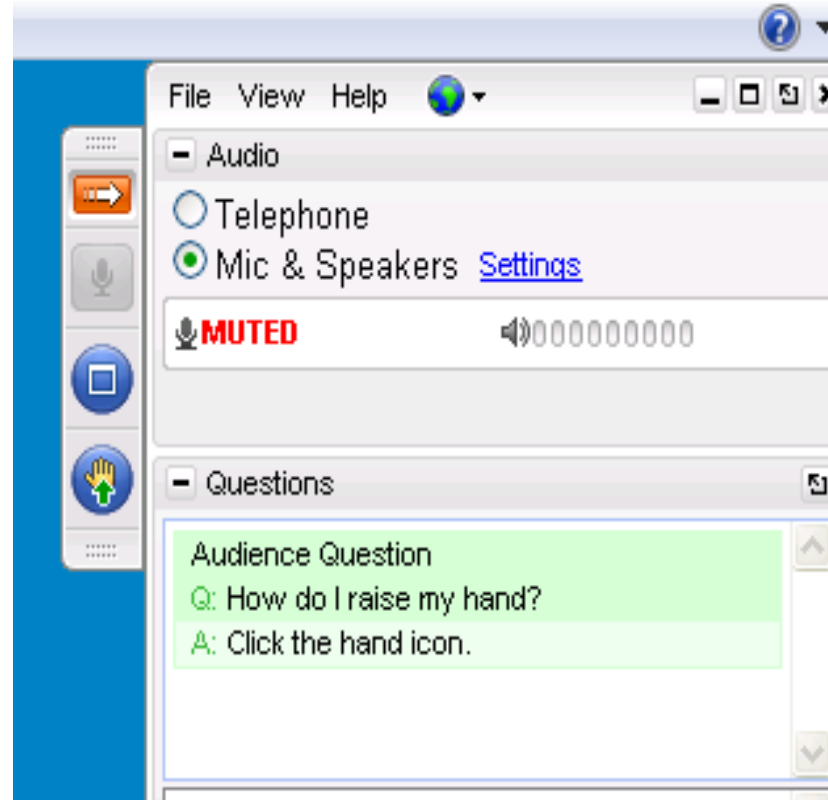 File View Help
Audio
Telephone
Mic & Speakers Settings
MUTED
Questions
Audience Question
Q: How do I raise my hand?
A: Click the hand icon.